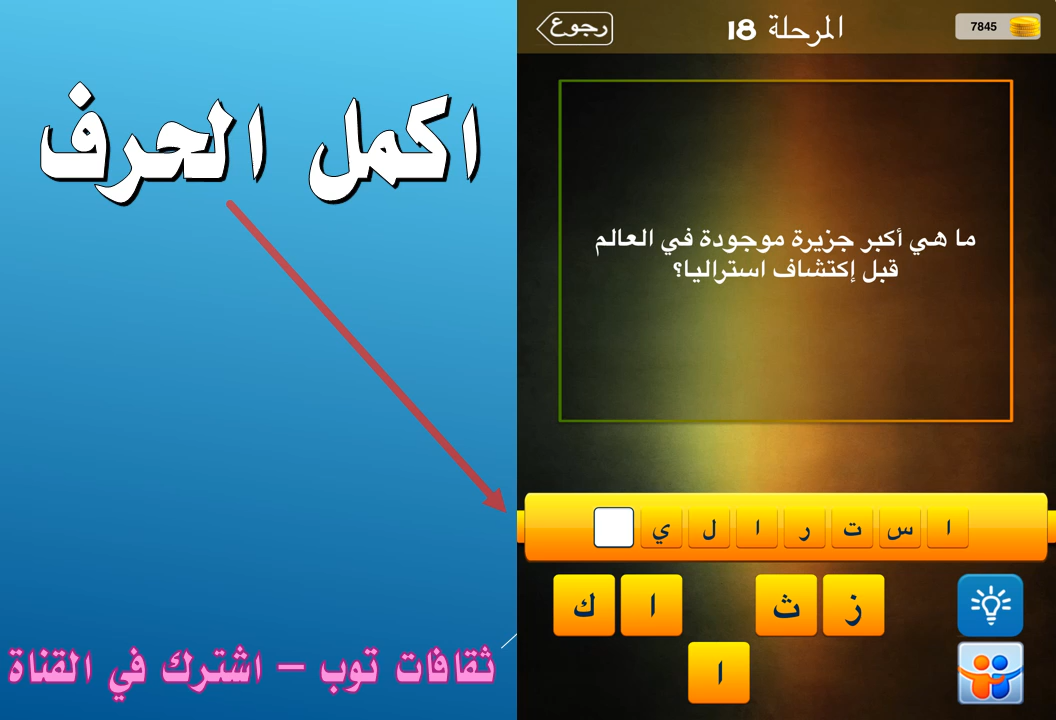 اكمل الحرف
ثقافات توب – اشترك في القناة
رجوع
المرحلة 18
7845
ما هي أكبر جزيرة موجودة في العالم
قبل إكتشاف استراليا؟
ا س ت ر ا ل ي
ز ث ا ك
ا